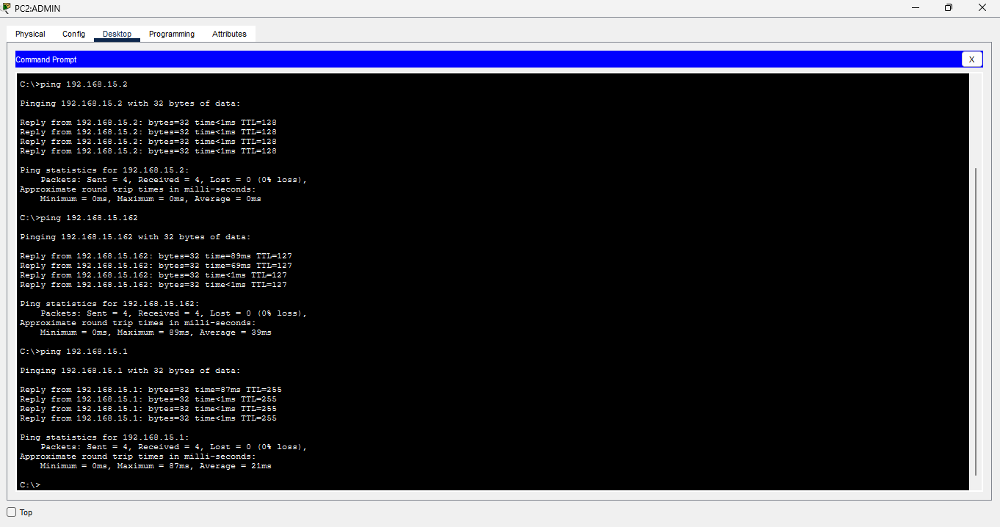 PC2:ADMIN
Physical Config Desktop Programming Attributes
Command Prompt X
C:\>ping 192.168.15.2
Pinging 192.168.15.2 with 32 bytes of data:
Reply from 192.168.15.2: bytes=32 time<1ms TTL=128
Reply from 192.168.15.2: bytes=32 time<1ms TTL=128
Reply from 192.168.15.2: bytes=32 time<1ms TTL=128
Reply from 192.168.15.2: bytes=32 time<1ms TTL=128
Ping statistics for 192.168.15.2:
    Packets: Sent = 4, Received = 4, Lost = 0 (0% loss),
Approximate round trip times in milli-seconds:
    Minimum = 0ms, Maximum = 0ms, Average = 0ms
C:\>ping 192.168.15.162
Pinging 192.168.15.162 with 32 bytes of data:
Reply from 192.168.15.162: bytes=32 time=89ms TTL=127
Reply from 192.168.15.162: bytes=32 time=69ms TTL=127
Reply from 192.168.15.162: bytes=32 time<1ms TTL=127
Reply from 192.168.15.162: bytes=32 time<1ms TTL=127
Ping statistics for 192.168.15.162:
    Packets: Sent = 4, Received = 4, Lost = 0 (0% loss),
Approximate round trip times in milli-seconds:
    Minimum = 0ms, Maximum = 89ms, Average = 39ms
C:\>ping 192.168.15.1
Pinging 192.168.15.1 with 32 bytes of data:
Reply from 192.168.15.1: bytes=32 time=87ms TTL=255
Reply from 192.168.15.1: bytes=32 time<1ms TTL=255
Reply from 192.168.15.1: bytes=32 time<1ms TTL=255
Reply from 192.168.15.1: bytes=32 time<1ms TTL=255
Ping statistics for 192.168.15.1:
    Packets: Sent = 4, Received = 4, Lost = 0 (0% loss),
Approximate round trip times in milli-seconds:
    Minimum = 0ms, Maximum = 87ms, Average = 21ms
C:\>
Top